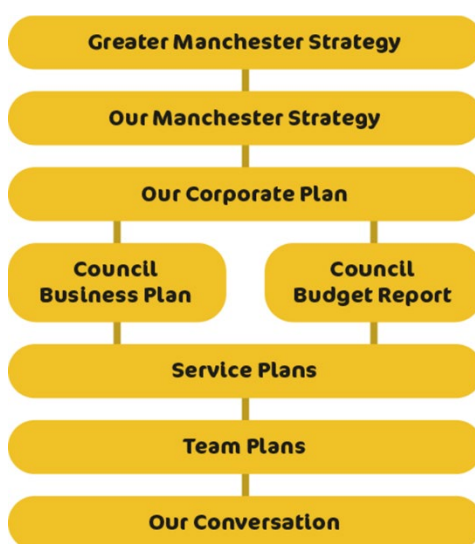 Greater Manchester Strategy
Our Manchester Strategy
Our Corporate Plan
Council
Business Plan
Council
Budget Report
Service Plans
Team Plans
Our Conversation